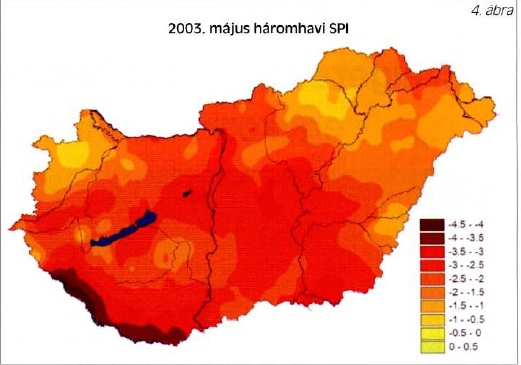 4. ábra
2003. május háromhavi SPI
-4.5 - -4
-4 - -3.5
-3.5 - -3
-3 - -2.5
-2.5 - -2
-2 - -1.5
-1.5 - -1
-1 - -0.5
-0.5 - 0
0 - 0.5